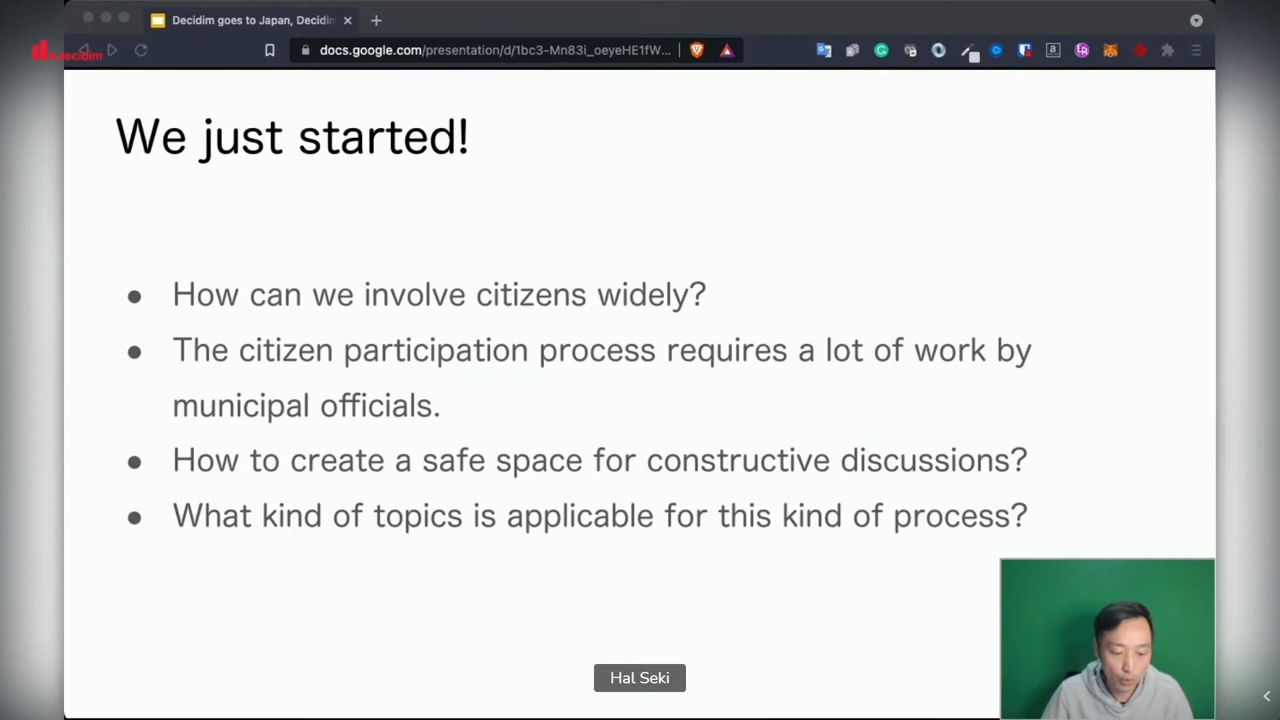 Decidim goes to Japan, Decidim
docs.google.com/presentation/d/1bc3-Mn83i_oeyeHE1fW...
decidim
We just started!
● How can we involve citizens widely?
● The citizen participation process requires a lot of work by
municipal officials.
● How to create a safe space for constructive discussions?
● What kind of topics is applicable for this kind of process?
Hal Seki